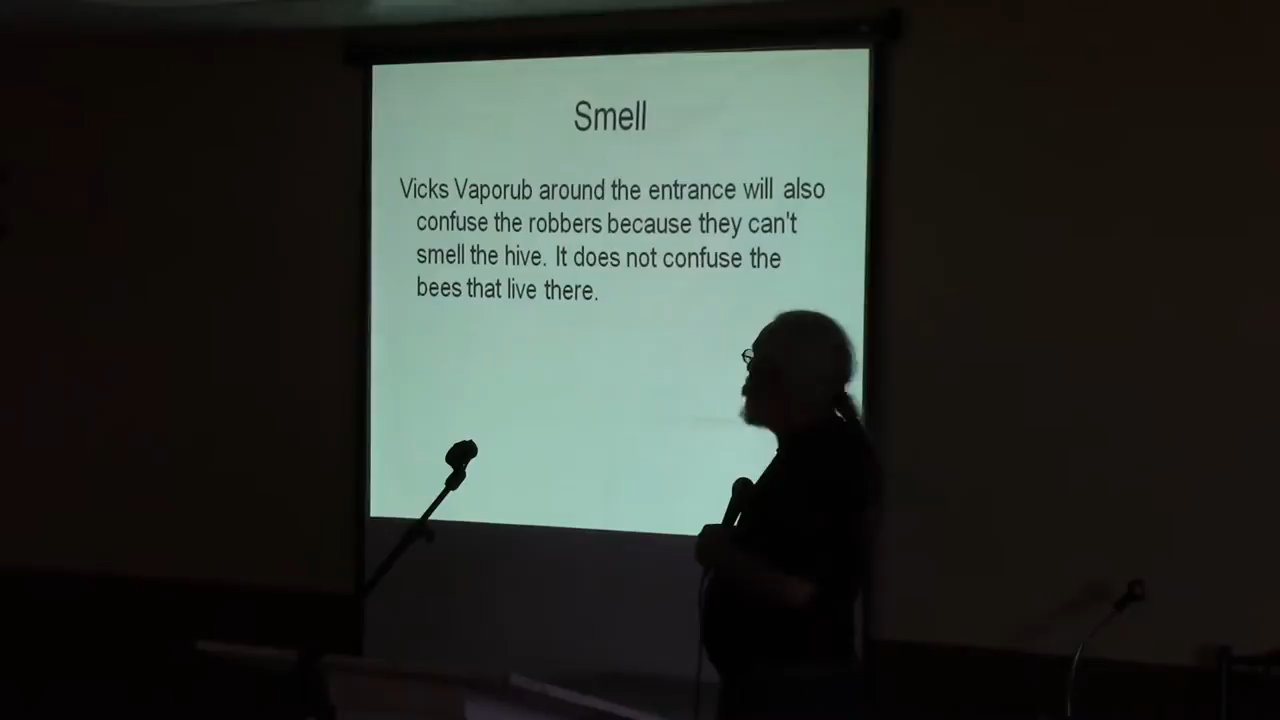 Smell
Vicks Vaporub around the entrance will also
confuse the robbers because they can't
smell the hive. It does not confuse the
bees that live there.